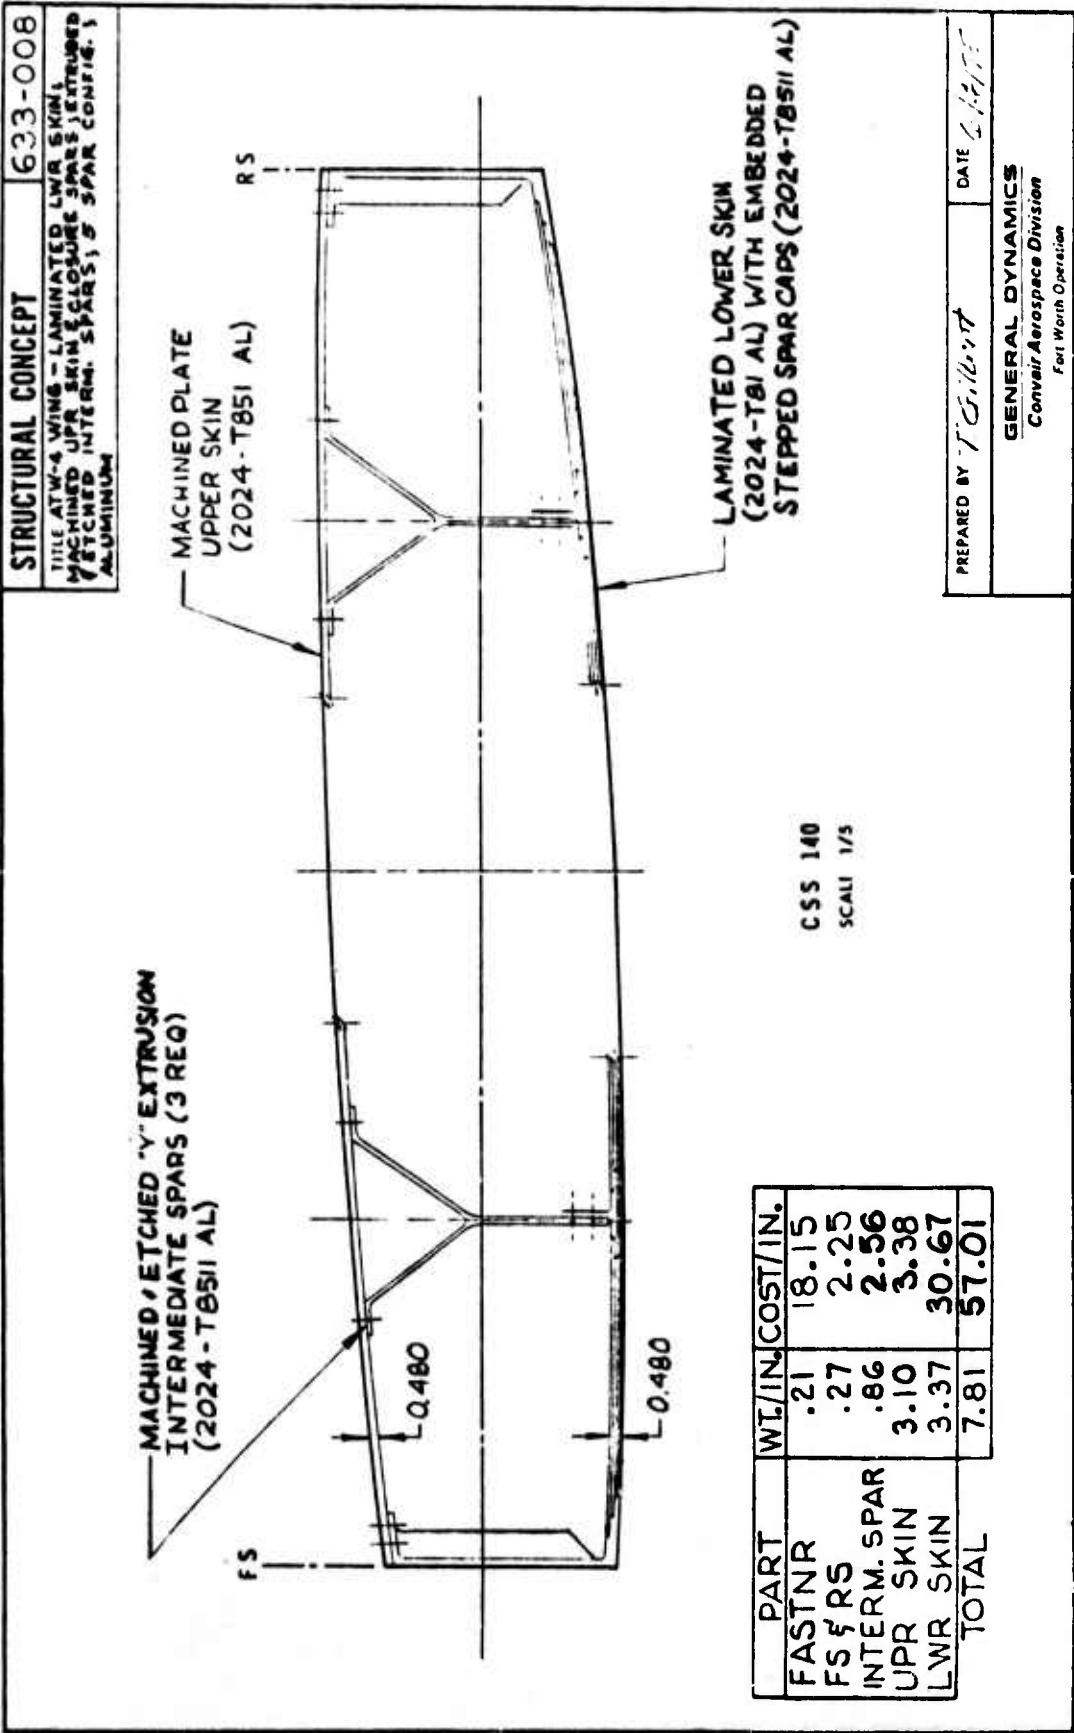 STRUCTURAL CONCEPT 633-008
TITLE ATW-4 WING - LAMINATED LWR SKIN;
MACHINED UPR SKIN & CLOSURE SPARS; EXTRUDED
& ETCHED INTERM. SPARS; 5 SPAR CONFIG.;
ALUMINUM
MACHINED & ETCHED "Y" EXTRUSION
INTERMEDIATE SPARS (3 REQ)
(2024-T8511 AL)
MACHINED PLATE
UPPER SKIN
(2024-T851 AL)
FS
RS
0.480
0.480
LAMINATED LOWER SKIN
(2024-T81 AL) WITH EMBEDDED
STEPPED SPAR CAPS (2024-T8511 AL)
CSS 140
SCALE 1/5
PART WT./IN. COST/IN.
FASTNR .21 18.15
FS & RS .27 2.25
INTERM. SPAR .86 2.56
UPR SKIN 3.10 3.38
LWR SKIN 3.37 30.67
TOTAL 7.81 57.01
PREPARED BY DATE
GENERAL DYNAMICS
Convair Aerospace Division
Fort Worth Operation